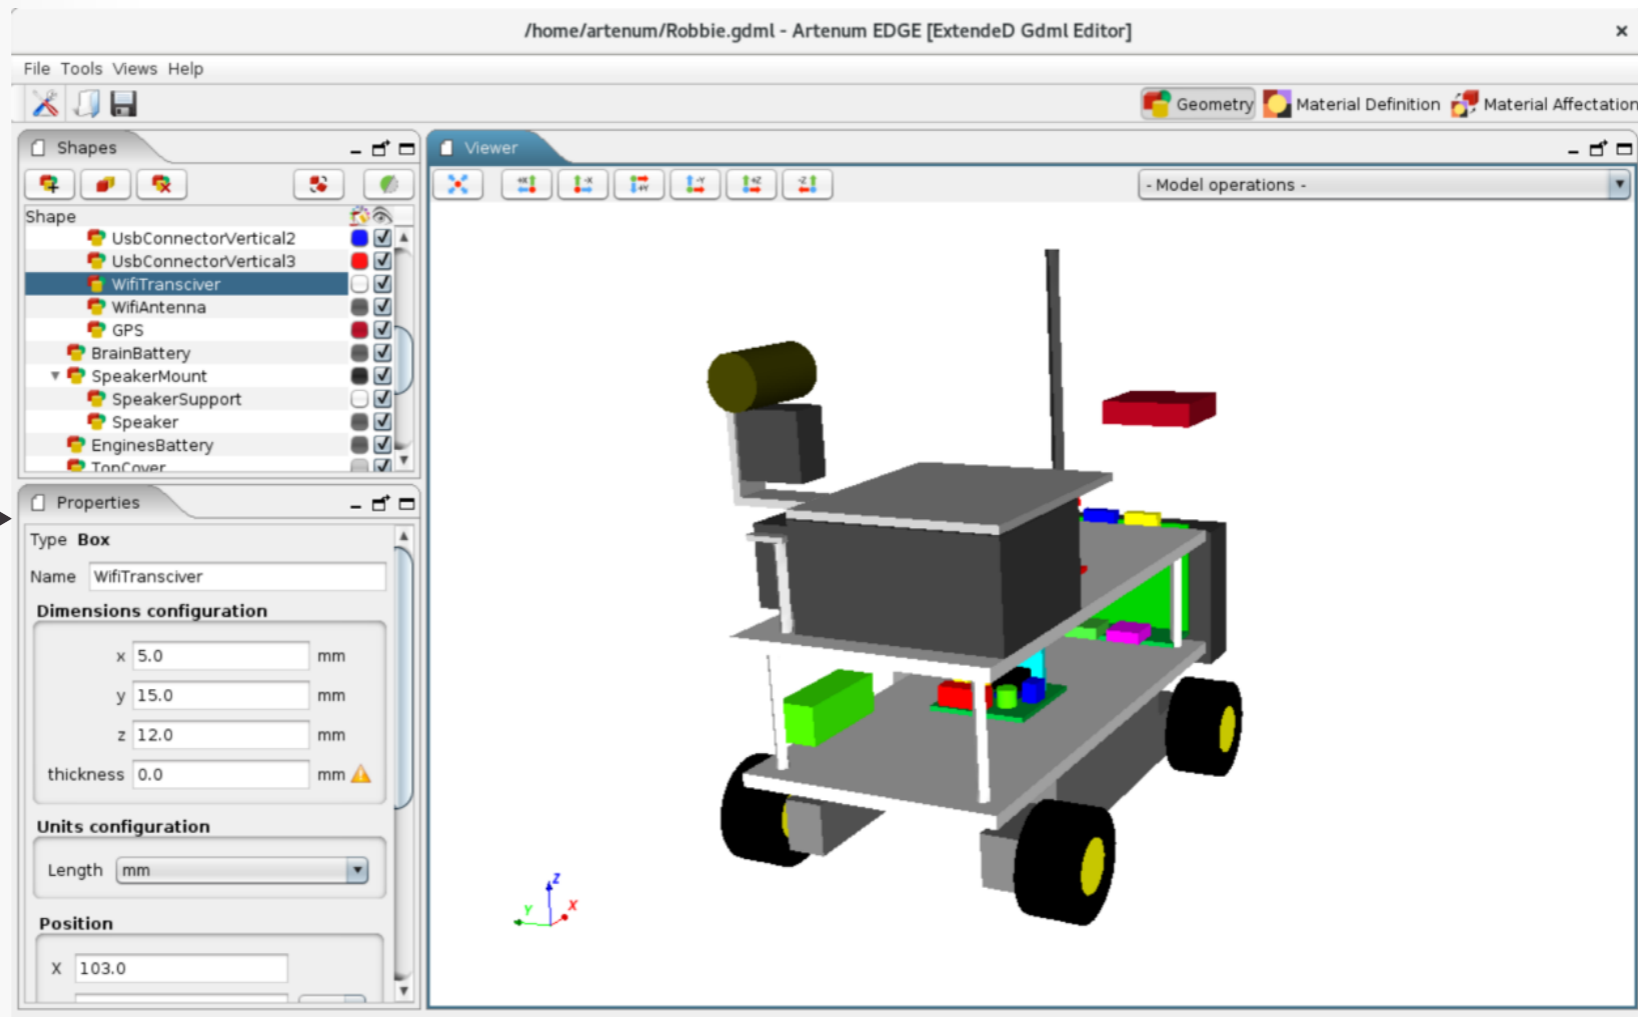 /home/artenum/Robbie.gdml - Artenum EDGE [ExtendeD Gdml Editor]
File Tools Views Help
Geometry Material Definition Material Affectation
Shapes
Viewer
+X -X +Y -Y +Z -Z
- Model operations -
Shape
UsbConnectorVertical2
UsbConnectorVertical3
WifiTransciver
WifiAntenna
GPS
BrainBattery
SpeakerMount
SpeakerSupport
Speaker
EnginesBattery
TopCover
Properties
Type Box
Name WifiTransciver
Dimensions configuration
x 5.0 mm
y 15.0 mm
z 12.0 mm
thickness 0.0 mm
Units configuration
Length mm
Position
X 103.0
z
y
x